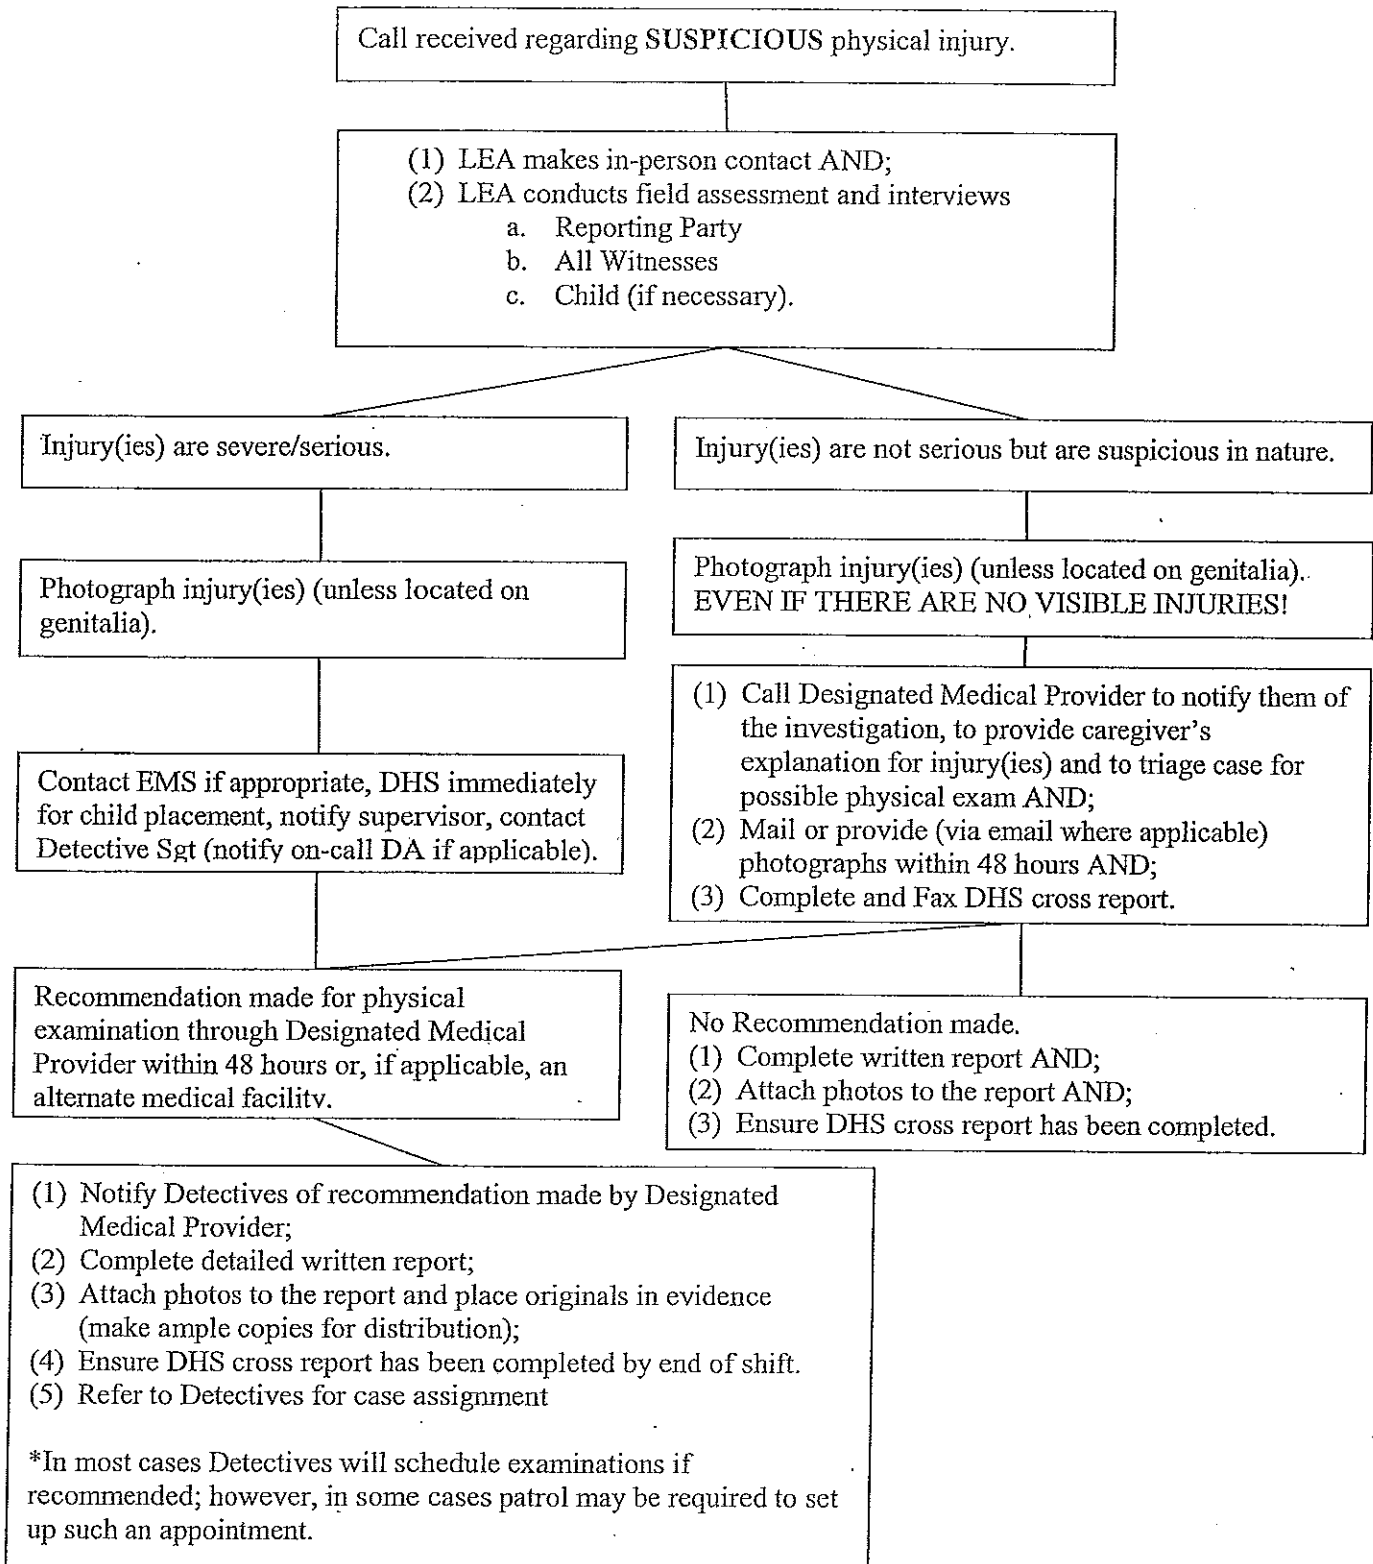 Call received regarding SUSPICIOUS physical injury.
(1) LEA makes in-person contact AND;
(2) LEA conducts field assessment and interviews
a. Reporting Party
b. All Witnesses
c. Child (if necessary).
Injury(ies) are severe/serious.
Injury(ies) are not serious but are suspicious in nature.
Photograph injury(ies) (unless located on
genitalia).
Photograph injury(ies) (unless located on genitalia).
EVEN IF THERE ARE NO VISIBLE INJURIES!
Contact EMS if appropriate, DHS immediately
for child placement, notify supervisor, contact
Detective Sgt (notify on-call DA if applicable).
(1) Call Designated Medical Provider to notify them of
the investigation, to provide caregiver's
explanation for injury(ies) and to triage case for
possible physical exam AND;
(2) Mail or provide (via email where applicable)
photographs within 48 hours AND;
(3) Complete and Fax DHS cross report.
Recommendation made for physical
examination through Designated Medical
Provider within 48 hours or, if applicable, an
alternate medical facility.
No Recommendation made.
(1) Complete written report AND;
(2) Attach photos to the report AND;
(3) Ensure DHS cross report has been completed.
(1) Notify Detectives of recommendation made by Designated
Medical Provider;
(2) Complete detailed written report;
(3) Attach photos to the report and place originals in evidence
(make ample copies for distribution);
(4) Ensure DHS cross report has been completed by end of shift.
(5) Refer to Detectives for case assignment
*In most cases Detectives will schedule examinations if
recommended; however, in some cases patrol may be required to set
up such an appointment.